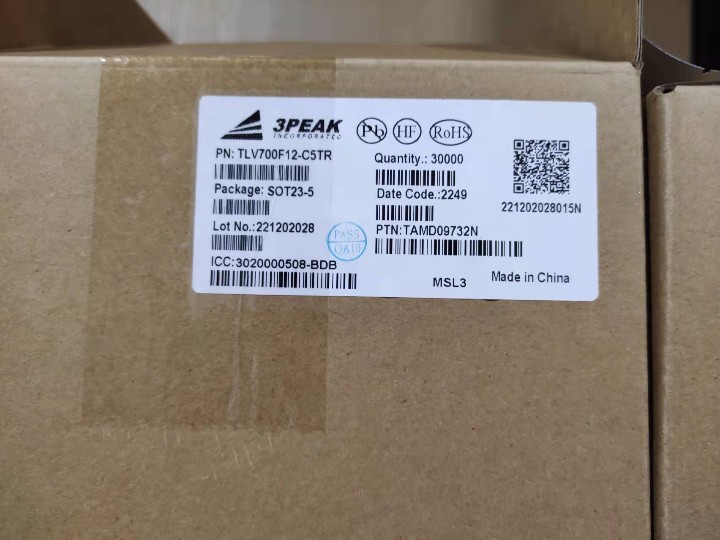 3PEAK
INCORPORATED
Pb
HF
RoHS
PN: TLV700F12-C5TR
Package: SOT23-5
Lot No.:221202028
ICC:3020000508-BDB
PASS
QA10
Quantity.: 30000
Date Code.:2249
PTN:TAMD09732N
MSL3
221202028015N
Made in China